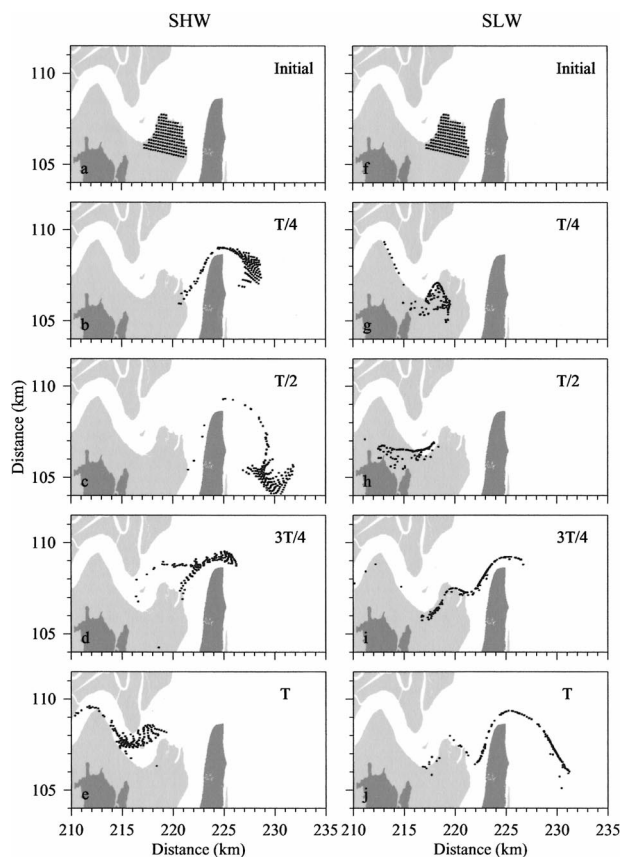 SHW
SLW
110
Initial
Initial
105
a
f
110
T/4
T/4
105
b
g
110
T/2
T/2
Distance (km)
105
c
h
110
3T/4
3T/4
105
d
i
110
T
T
105
e
j
210 215 220 225 230 235
210 215 220 225 230 235
Distance (km)
Distance (km)